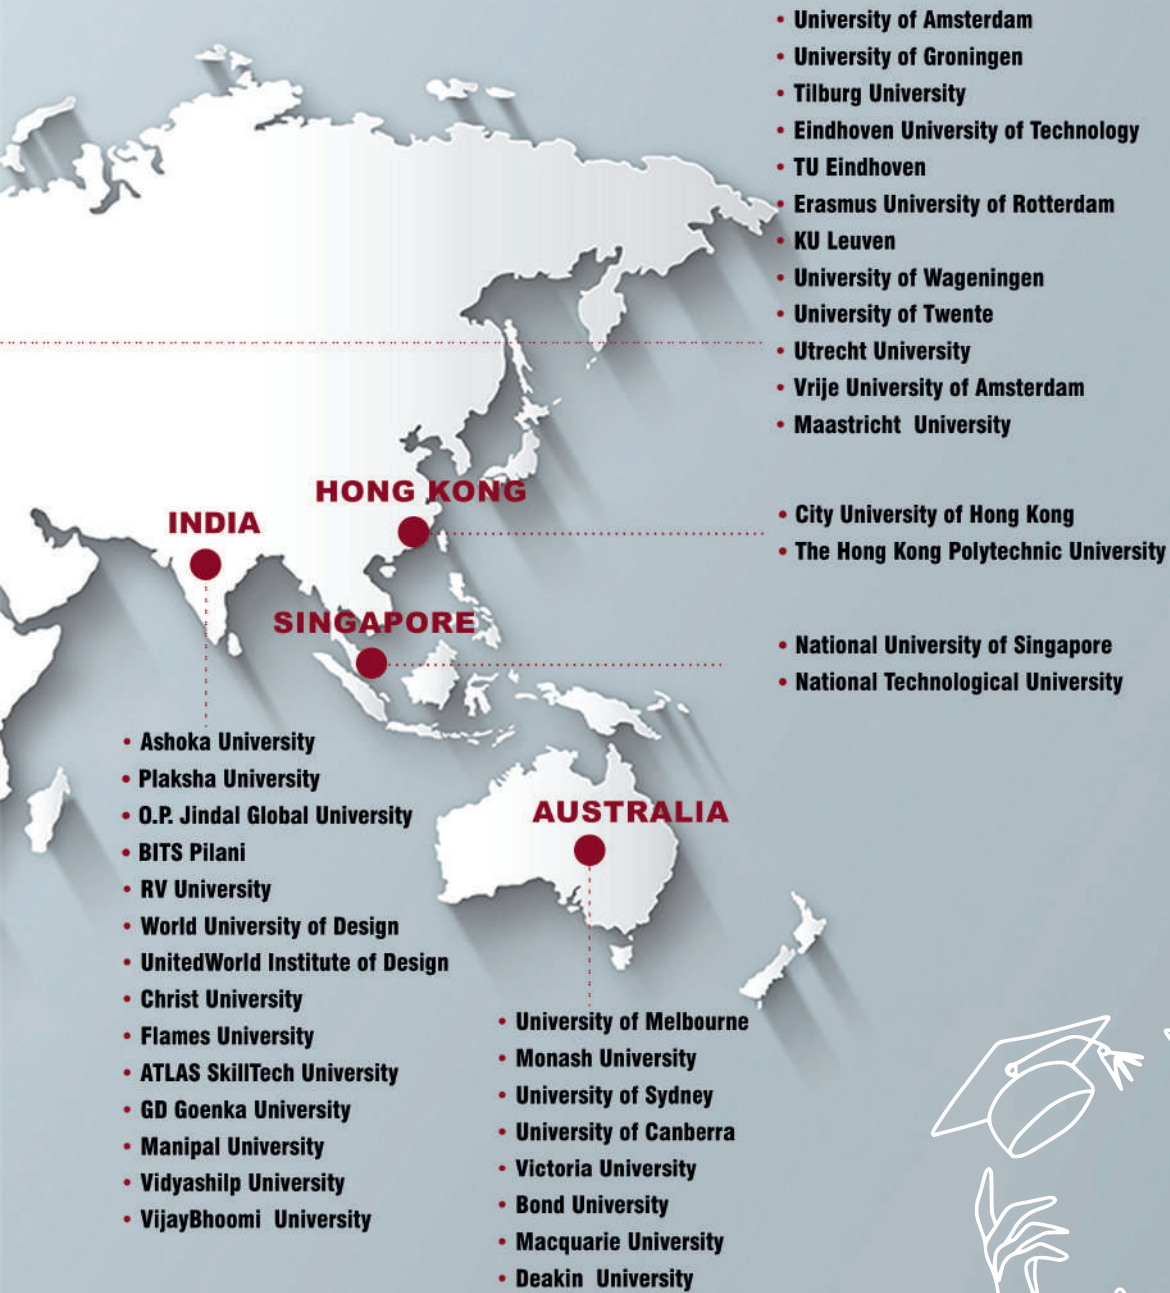 • University of Amsterdam
• University of Groningen
• Tilburg University
• Eindhoven University of Technology
• TU Eindhoven
• Erasmus University of Rotterdam
• KU Leuven
• University of Wageningen
• University of Twente
• Utrecht University
• Vrije University of Amsterdam
• Maastricht University
HONG KONG
• City University of Hong Kong
• The Hong Kong Polytechnic University
INDIA
SINGAPORE
• National University of Singapore
• National Technological University
• Ashoka University
• Plaksha University
• O.P. Jindal Global University
• BITS Pilani
• RV University
• World University of Design
• UnitedWorld Institute of Design
• Christ University
• Flames University
• ATLAS SkillTech University
• GD Goenka University
• Manipal University
• Vidyashilp University
• VijayBhoomi University
AUSTRALIA
• University of Melbourne
• Monash University
• University of Sydney
• University of Canberra
• Victoria University
• Bond University
• Macquarie University
• Deakin University